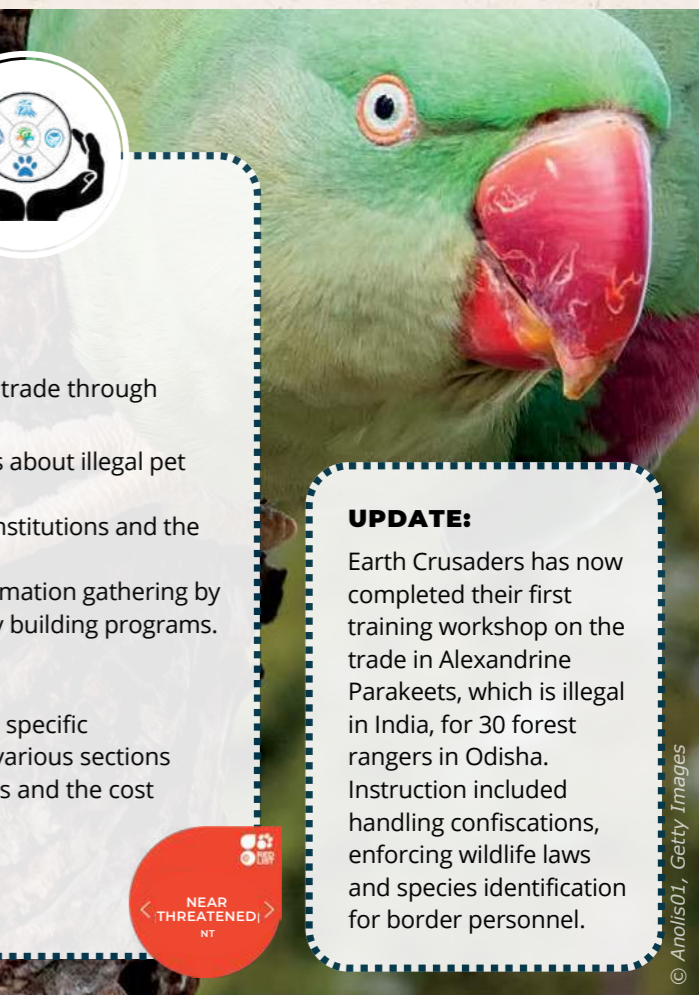 trade through
s about illegal pet
nstitutions and the
mation gathering by
y building programs.
specific
various sections
s and the cost
RED
LIST
NEAR
THREATENED
NT
UPDATE:
Earth Crusaders has now
completed their first
training workshop on the
trade in Alexandrine
Parakeets, which is illegal
in India, for 30 forest
rangers in Odisha.
Instruction included
handling confiscations,
enforcing wildlife laws
and species identification
for border personnel.
© Anolis01, Getty Images